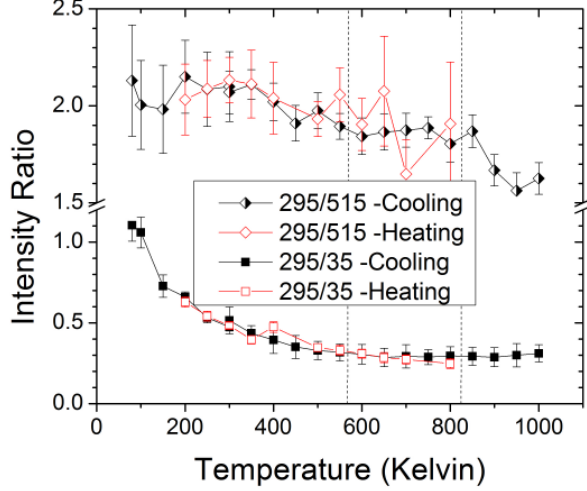 2.5
2.0
1.5
1.0
0.5
0.0
Intensity Ratio
295/515 -Cooling
295/515 -Heating
295/35 -Cooling
295/35 -Heating
0 200 400 600 800 1000
Temperature (Kelvin)